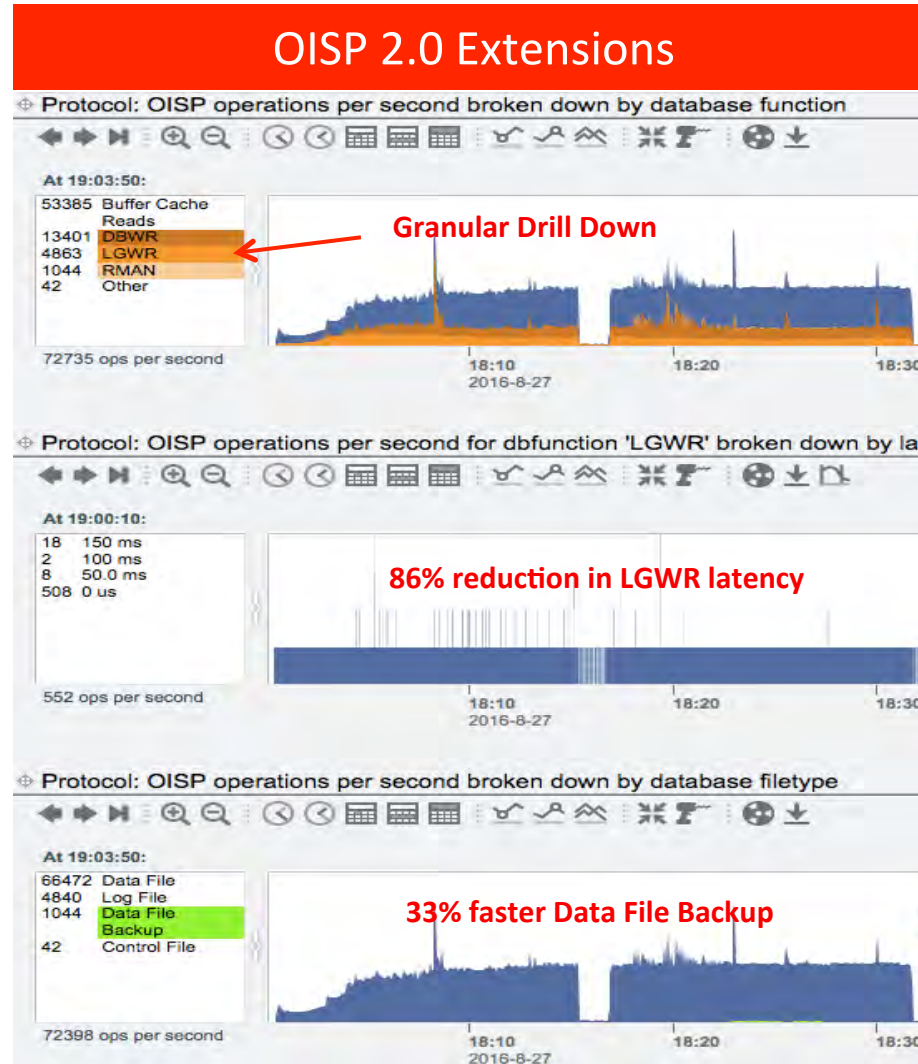 OISP 2.0 Extensions
Protocol: OISP operations per second broken down by database function
At 19:03:50:
53385 Buffer Cache
Reads
13401 DBWR
4863 LGWR
1044 RMAN
42 Other
Granular Drill Down
72735 ops per second
18:10
2016-8-27
18:20
18:30
Protocol: OISP operations per second for dbfunction 'LGWR' broken down by la
At 19:00:10:
18 150 ms
2 100 ms
8 50.0 ms
508 0 us
86% reduction in LGWR latency
552 ops per second
18:10
2016-8-27
18:20
18:30
Protocol: OISP operations per second broken down by database filetype
At 19:03:50:
66472 Data File
4840 Log File
1044 Data File
Backup
42 Control File
33% faster Data File Backup
72398 ops per second
18:10
2016-8-27
18:20
18:30